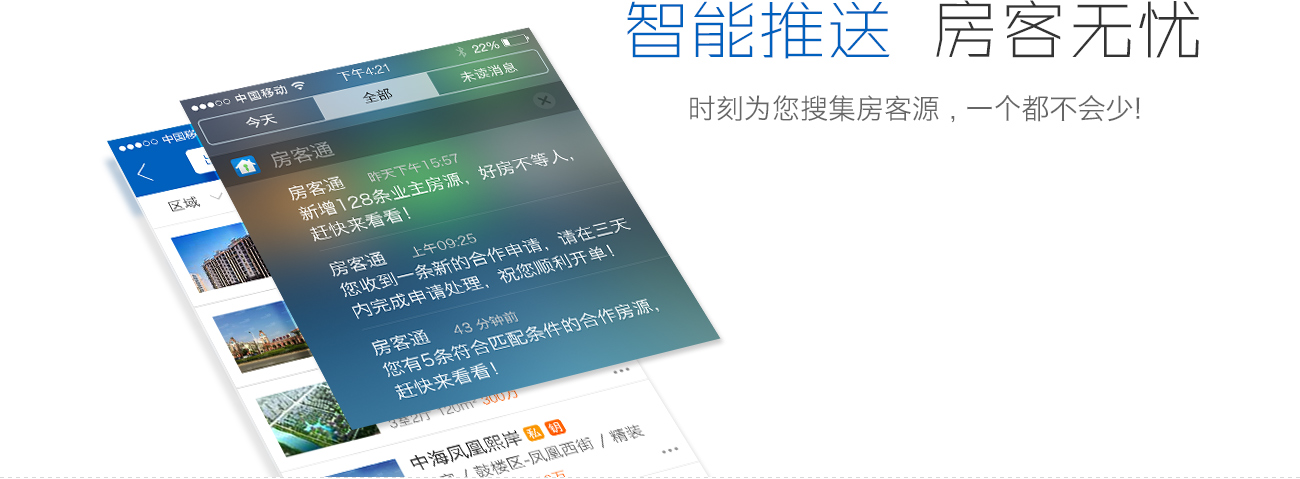 智能推送 房客无忧
时刻为您搜集房客源，一个都不会少!
中国移动 下午4:21 22%
今天 全部 未读消息
房客通
房客通 昨天下午15:57
新增128条业主房源，好房不等人，
赶快来看看！
房客通 上午09:25
您收到一条新的合作申请，请在三天
内完成申请处理，祝您顺利开单！
房客通 43 分钟前
您有5条符合匹配条件的合作房源，
赶快来看看！
中国移
区域
3室2厅 120m² 300万
中海凤凰熙岸 私 钥
/ 鼓楼区-凤凰西街 / 精装